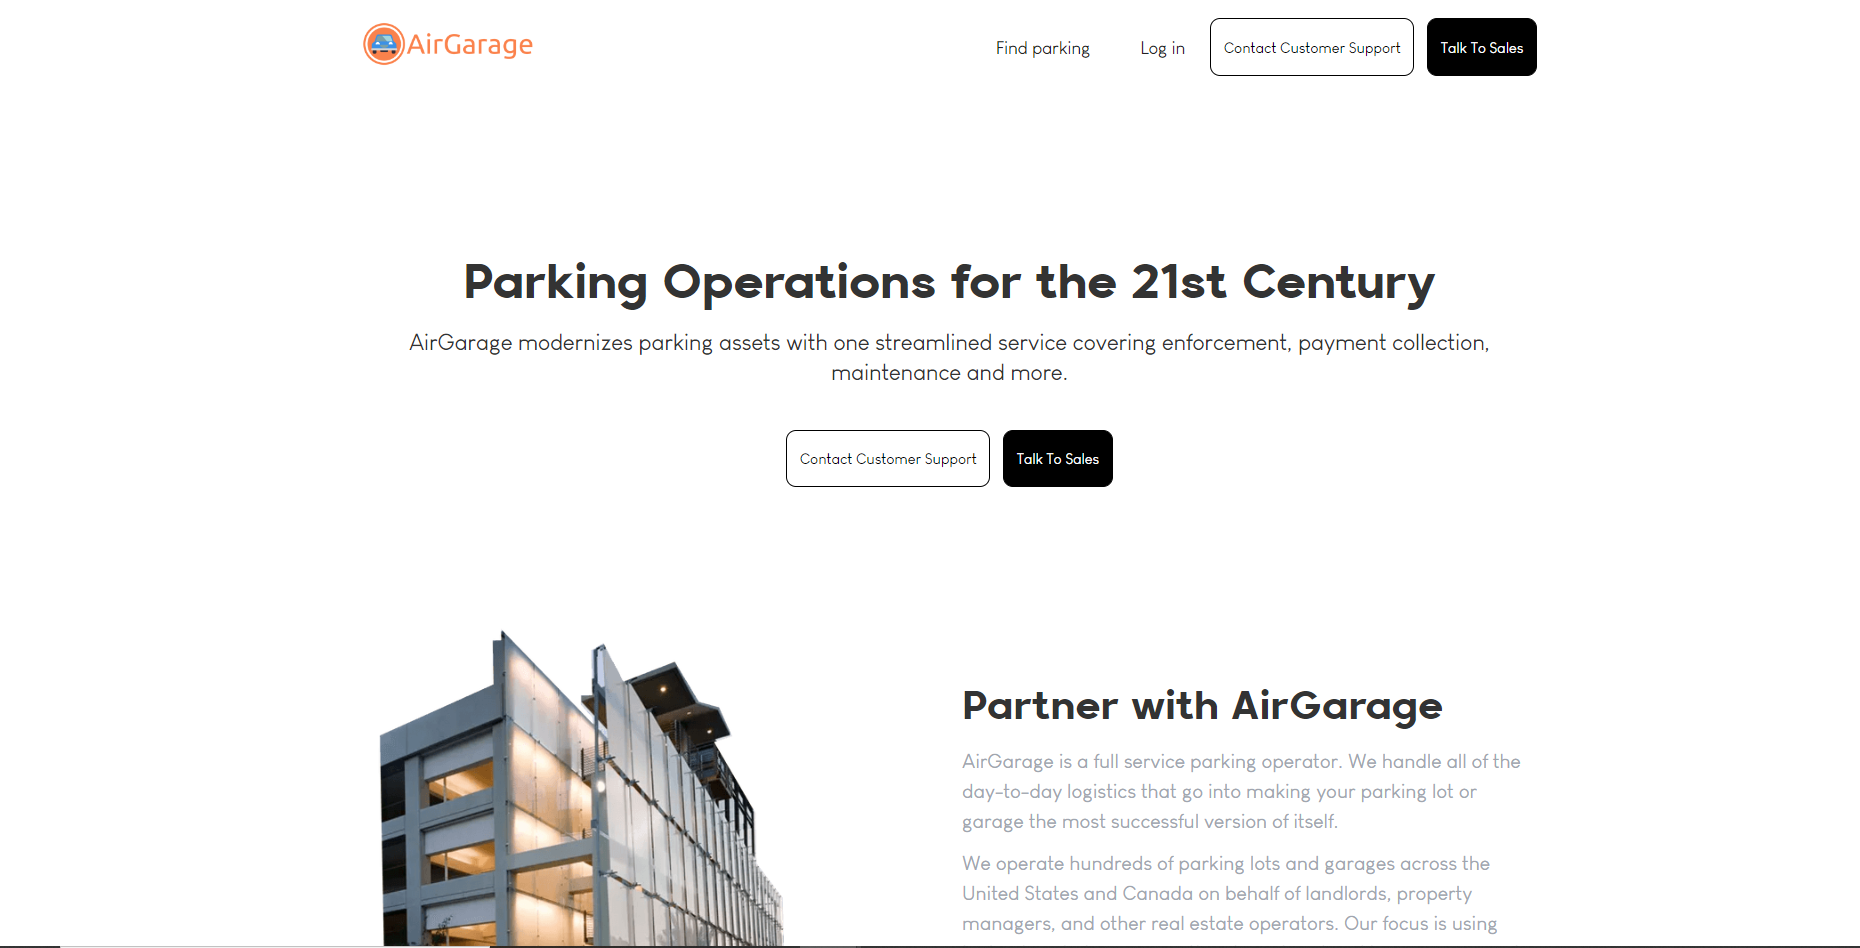 AirGarage
Find parking
Log in
Contact Customer Support
Talk To Sales
Parking Operations for the 21st Century
AirGarage modernizes parking assets with one streamlined service covering enforcement, payment collection,
maintenance and more.
Contact Customer Support
Talk To Sales
Partner with AirGarage
AirGarage is a full service parking operator. We handle all of the
day-to-day logistics that go into making your parking lot or
garage the most successful version of itself.
We operate hundreds of parking lots and garages across the
United States and Canada on behalf of landlords, property
managers, and other real estate operators. Our focus is using